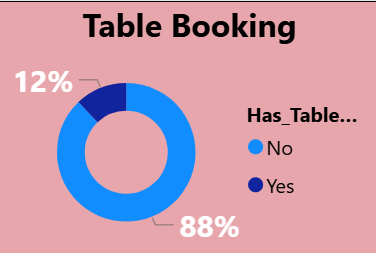 Table Booking
12%
Has_Table...
No
Yes
88%